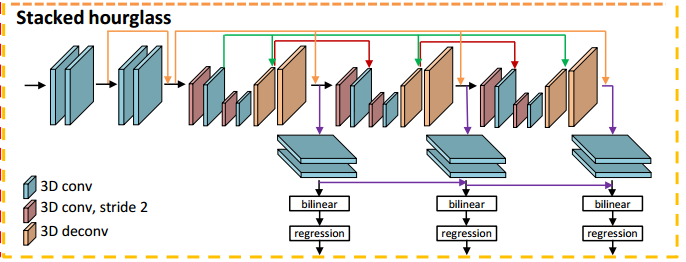 Stacked hourglass
3D conv
3D conv, stride 2
3D deconv
bilinear
bilinear
bilinear
regression
regression
regression